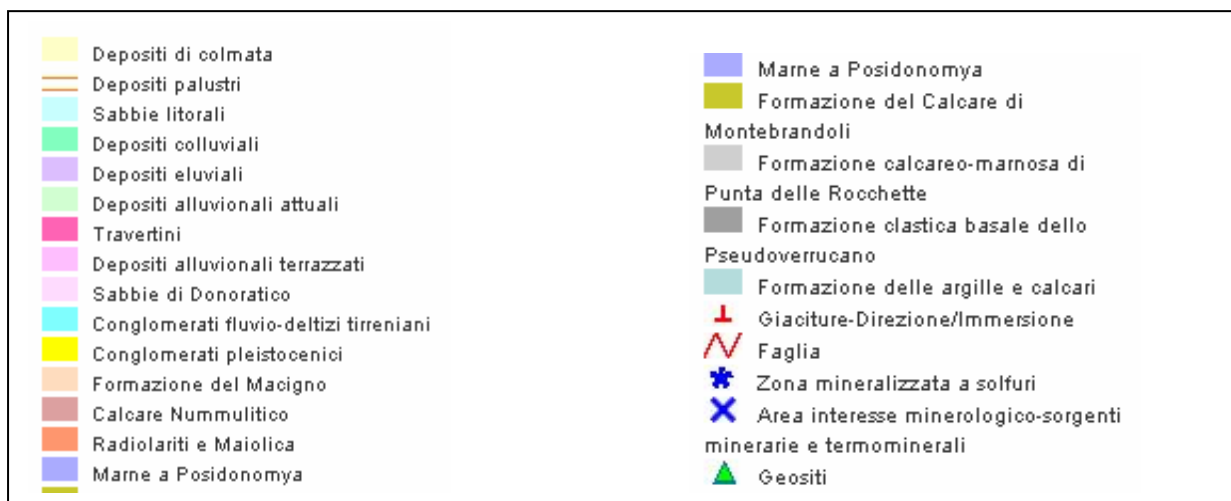 Depositi di colmata
Depositi palustri
Sabbie litorali
Depositi colluviali
Depositi eluviali
Depositi alluvionali attuali
Travertini
Depositi alluvionali terrazzati
Sabbie di Donoratico
Conglomerati fluvio-deltizi tirreniani
Conglomerati pleistocenici
Formazione del Macigno
Calcare Nummulitico
Radiolariti e Maiolica
Marne a Posidonomya
Marne a Posidonomya
Formazione del Calcare di
Montebrandoli
Formazione calcareo-marnosa di
Punta delle Rocchette
Formazione clastica basale dello
Pseudoverrucano
Formazione delle argille e calcari
Giaciture-Direzione/Immersione
Faglia
Zona mineralizzata a solfuri
Area interesse minerologico-sorgenti
minerarie e termominerali
Geositi